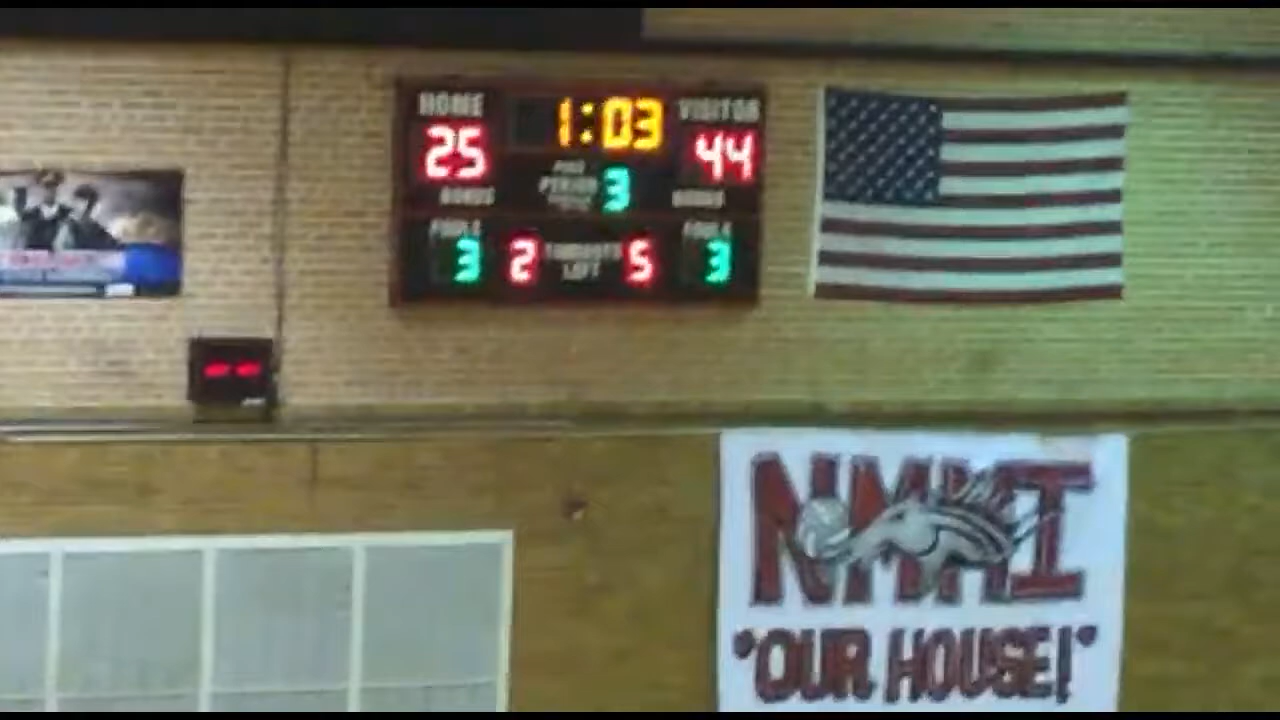 HOME 1:03 VISITOR
25 44
PERIOD 3
BONUS BONUS
FOULS FOULS
3 2 TIMEOUTS LEFT 5 3
NMMI
"OUR HOUSE!"